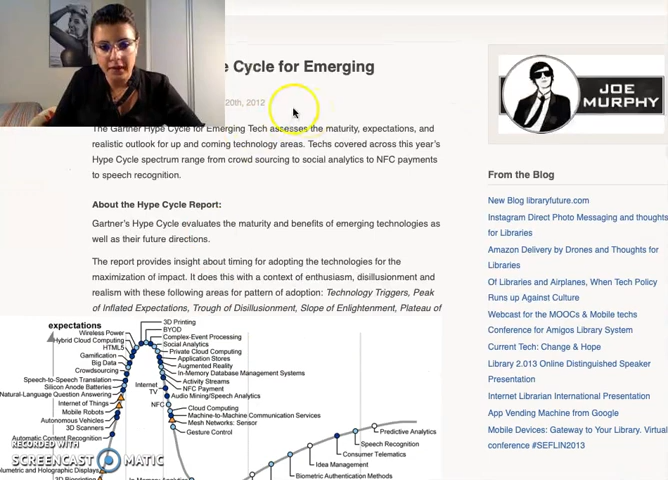 e Cycle for Emerging
20th, 2012
The Gartner Hype Cycle for Emerging Tech assesses the maturity, expectations, and
realistic outlook for up and coming technology areas. Techs covered across this year's
Hype Cycle spectrum range from crowd sourcing to social analytics to NFC payments
to speech recognition.
About the Hype Cycle Report:
Gartner's Hype Cycle evaluates the maturity and benefits of emerging technologies as
well as their future directions.
The report provides insight about timing for adopting the technologies for the
maximization of impact. It does this with a context of enthusiasm, disillusionment and
realism with these following areas for pattern of adoption: Technology Triggers, Peak
of Inflated Expectations, Trough of Disillusionment, Slope of Enlightenment, Plateau of
expectations
3D Printing
Wireless Power
BYOD
Hybrid Cloud Computing
Complex-Event Processing
HTML5
Social Analytics
Private Cloud Computing
Gamification
Application Stores
Big Data
Augmented Reality
Crowdsourcing
In-Memory Database Management Systems
Speech-to-Speech Translation
Activity Streams
Silicon Anode Batteries
Internet
TV
NFC Payment
Natural-Language Question Answering
Audio Mining/Speech Analytics
Internet of Things
NFC
Cloud Computing
Mobile Robots
Machine-to-Machine Communication Services
Autonomous Vehicles
Mesh Networks: Sensor
3D Scanners
Gesture Control
Automatic Content Recognition
Predictive Analytics
Speech Recognition
Consumer Telematics
Idea Management
Biometric Authentication Methods
Volumetric and Holographic Displays
3D Bioprinting
In-Memory Analytics
RECORDED WITH
SCREENCAST MATIC
JOE
MURPHY
From the Blog
New Blog libraryfuture.com
Instagram Direct Photo Messaging and thoughts
for Libraries
Amazon Delivery by Drones and Thoughts for
Libraries
Of Libraries and Airplanes, When Tech Policy
Runs up Against Culture
Webcast for the MOOCs & Mobile techs
Conference for Amigos Library System
Current Tech: Change & Hope
Library 2.013 Online Distinguished Speaker
Presentation
Internet Librarian International Presentation
App Vending Machine from Google
Mobile Devices: Gateway to Your Library. Virtual
conference #SEFLIN2013